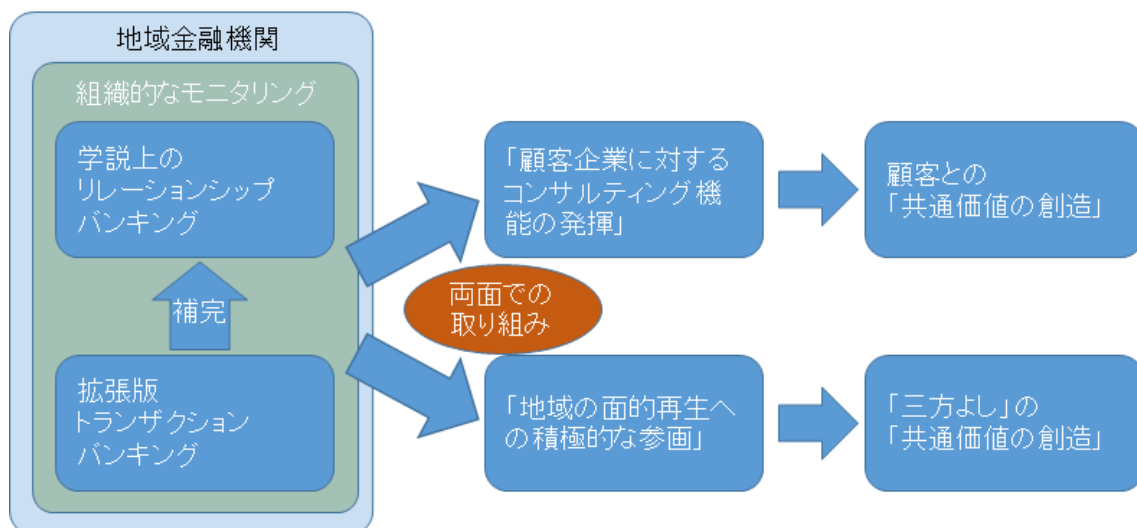 地域金融機関
組織的なモニタリング
学説上の
リレーションシップ
バンキング
補完
拡張版
トランザクション
バンキング
「顧客企業に対する
コンサルティング機
能の発揮」
両面での
取り組み
「地域の面的再生へ
の積極的な参画」
顧客との
「共通価値の創造」
「三方よし」の
「共通価値の創造」